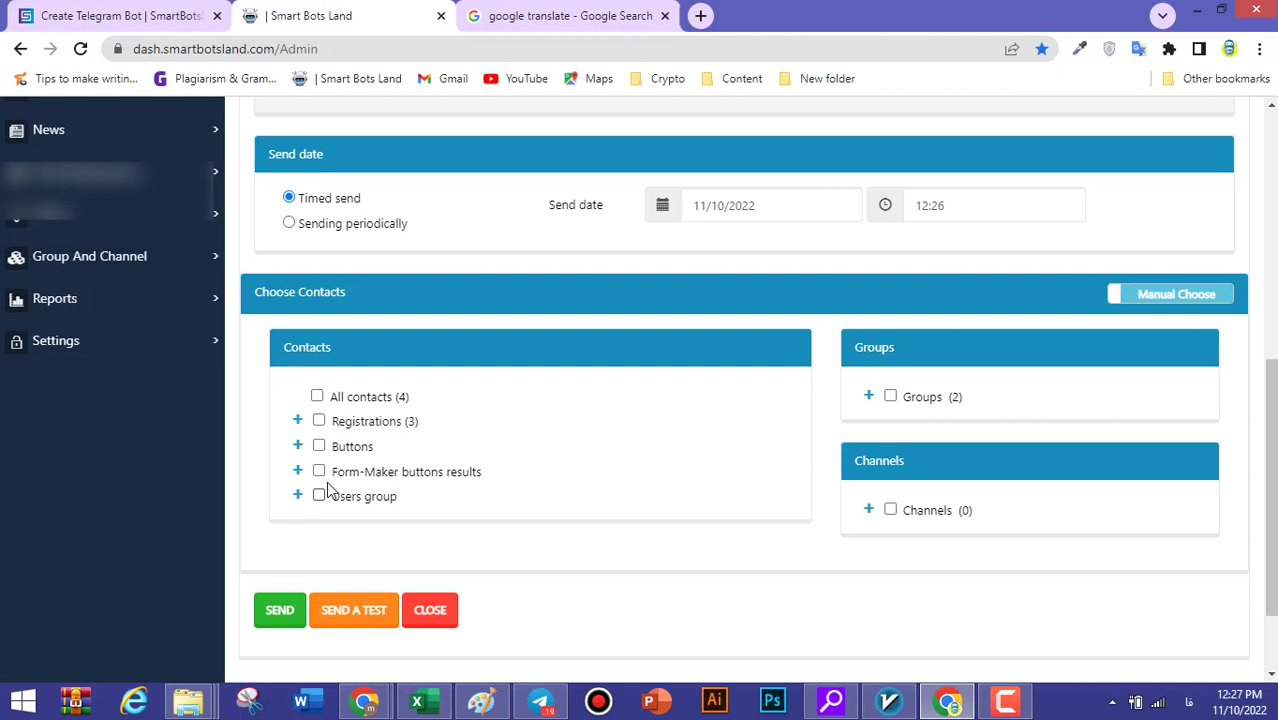 Create Telegram Bot | SmartBots
| Smart Bots Land
google translate - Google Search
dash.smartbotsland.com/Admin
Tips to make writin...
Plagiarism & Gram...
| Smart Bots Land
Gmail
YouTube
Maps
Crypto
Content
New folder
Other bookmarks
News
Group And Channel
Reports
Settings
Send date
Timed send
Sending periodically
Send date
11/10/2022
12:26
Choose Contacts
Manual Choose
Contacts
All contacts (4)
Registrations (3)
Buttons
Form-Maker buttons results
Users group
Groups
Groups (2)
Channels
Channels (0)
SEND
SEND A TEST
CLOSE
19
12:27 PM
11/10/2022